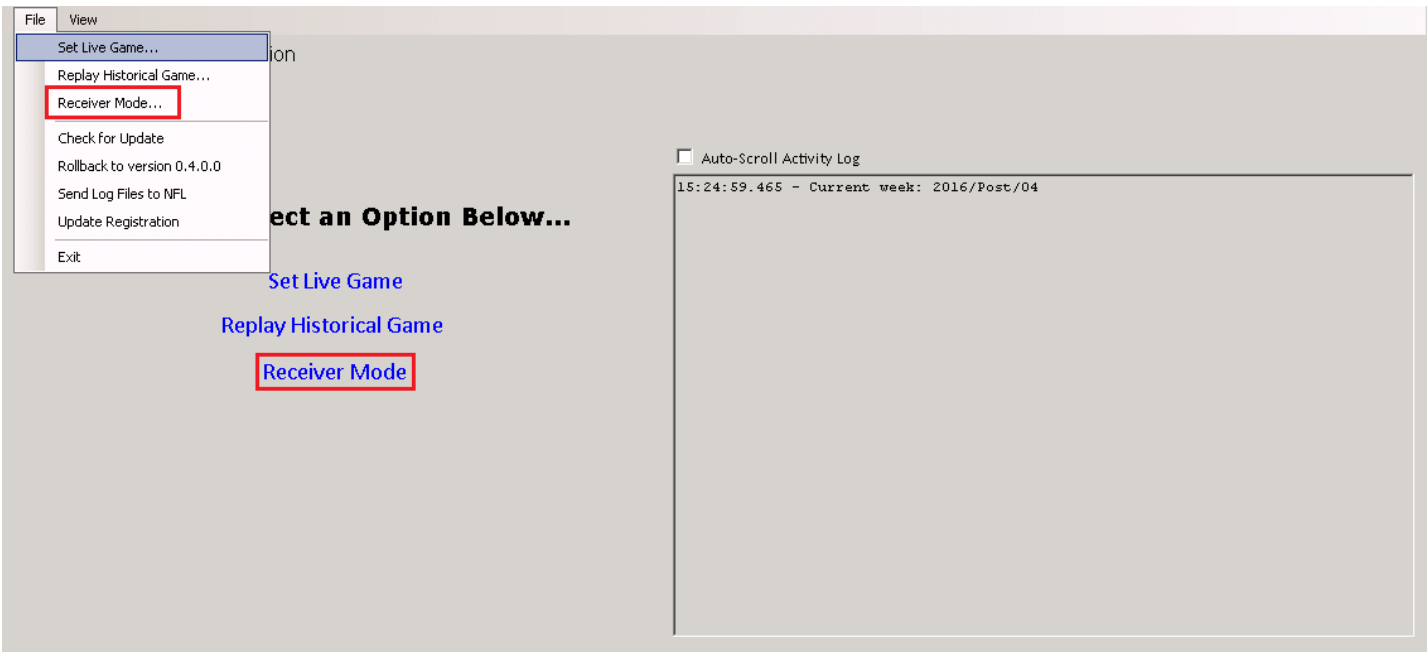 File View
Set Live Game...
ion
Replay Historical Game...
Receiver Mode...
Check for Update
Rollback to version 0.4.0.0
Send Log Files to NFL
Update Registration
Exit
ect an Option Below...
Set Live Game
Replay Historical Game
Receiver Mode
Auto-Scroll Activity Log
15:24:59.465 - Current week: 2016/Post/04